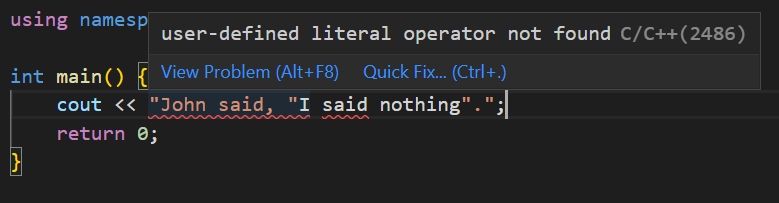 using namesp
user-defined literal operator not found C/C++(2486)
View Problem (Alt+F8) Quick Fix... (Ctrl+.)
int main() {
cout << "John said, "I said nothing".";
return 0;
}